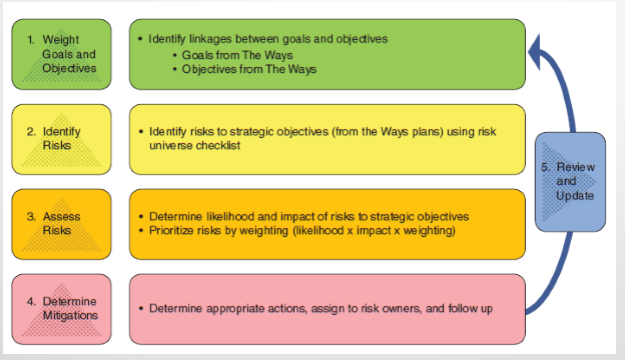 1. Weight
Goals and
Objectives
• Identify linkages between goals and objectives
• Goals from The Ways
• Objectives from The Ways
2. Identify
Risks
• Identify risks to strategic objectives (from the Ways plans) using risk
universe checklist
3. Assess
Risks
• Determine likelihood and impact of risks to strategic objectives
• Prioritize risks by weighting (likelihood x impact x weighting)
4. Determine
Mitigations
• Determine appropriate actions, assign to risk owners, and follow up
5. Review
and
Update